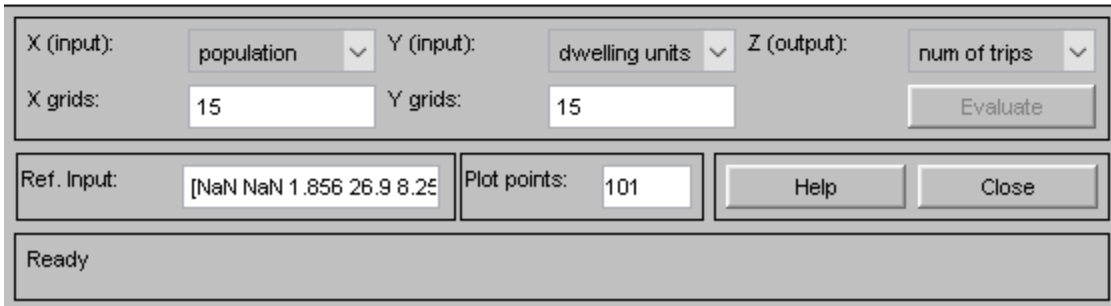 X (input): population Y (input): dwelling units Z (output): num of trips
X grids: 15 Y grids: 15 Evaluate
Ref. Input: [NaN NaN 1.856 26.9 8.25 Plot points: 101 Help Close
Ready